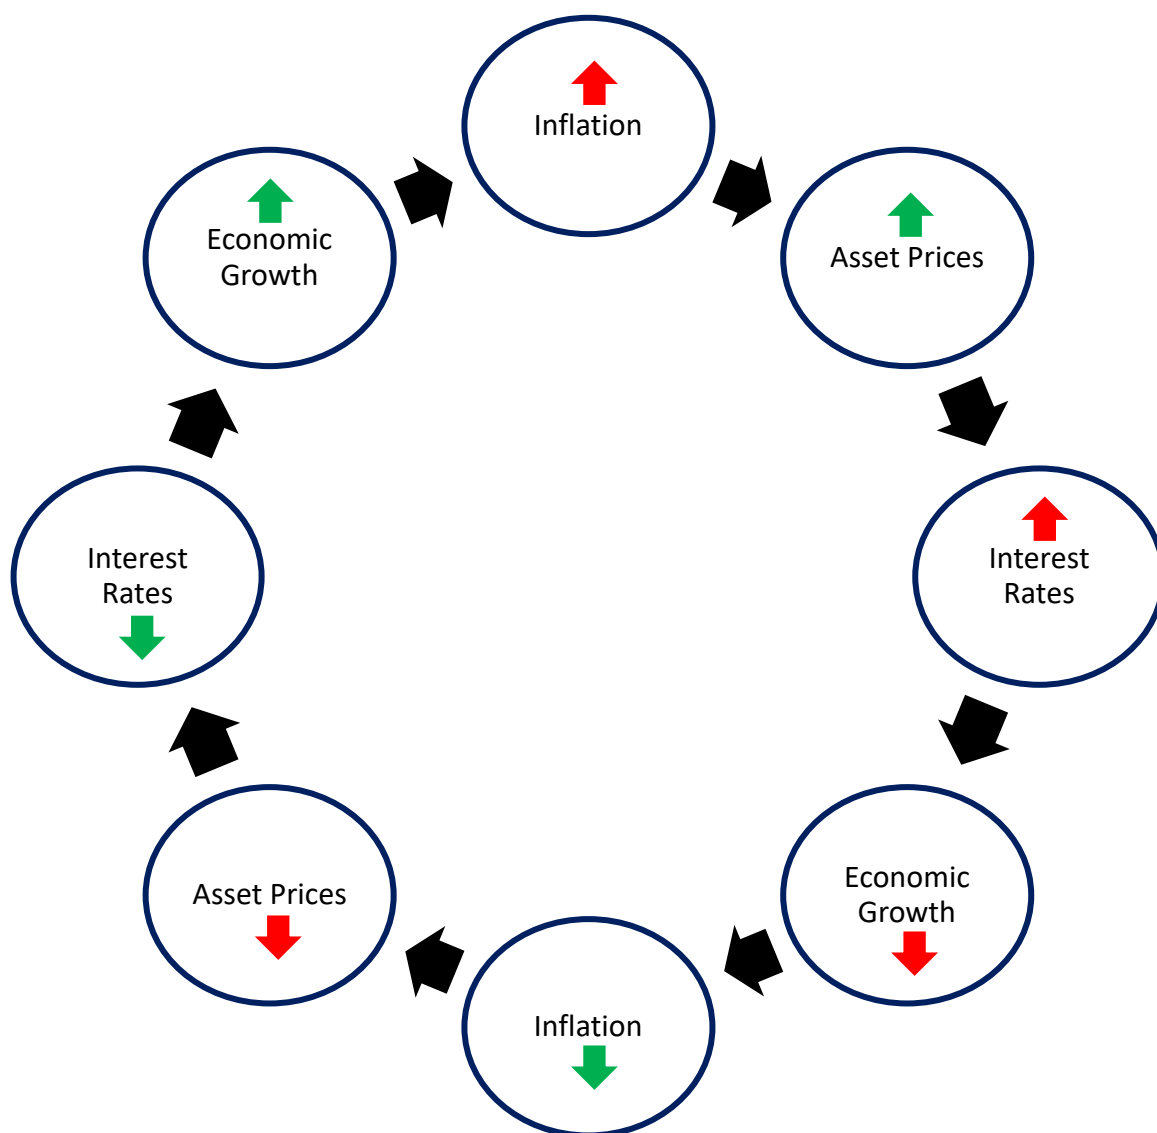 Inflation
Asset Prices
Interest
Rates
Economic
Growth
Inflation
Asset Prices
Interest
Rates
Economic
Growth